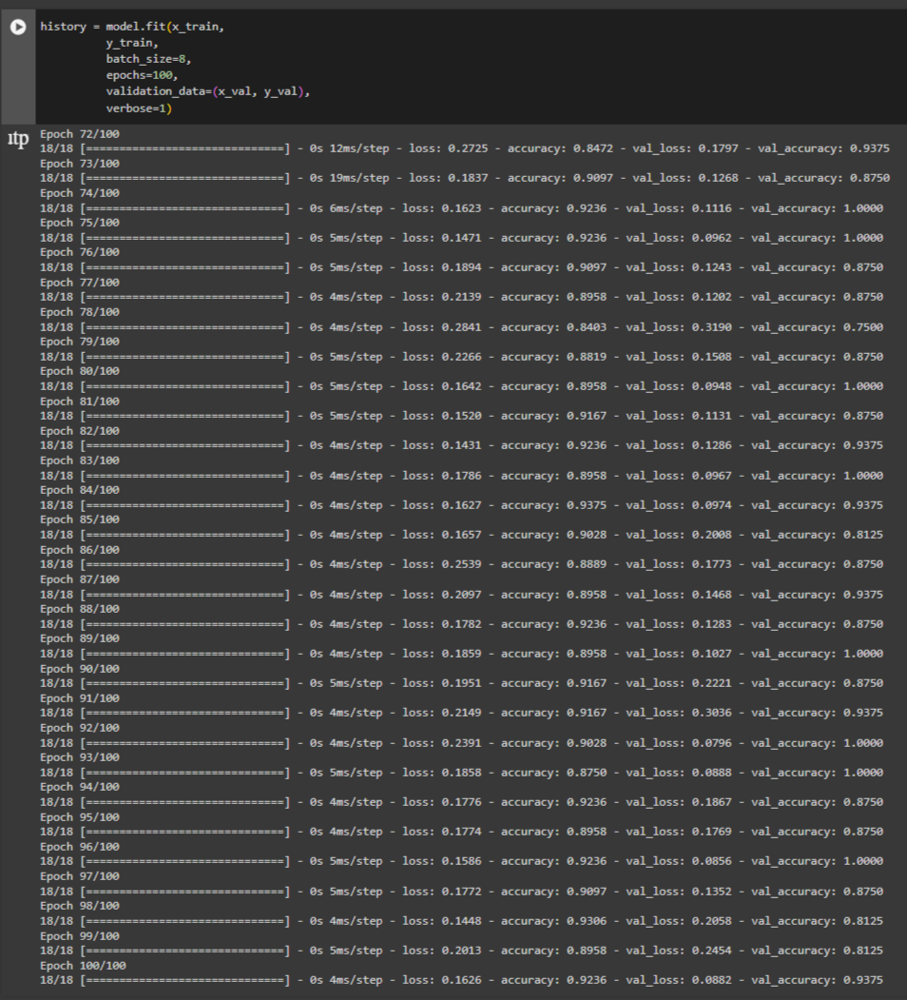 history = model.fit(x_train,
y_train,
batch_size=8,
epochs=100,
validation_data=(x_val, y_val),
verbose=1)
Epoch 72/100
18/18 [==============================] - 0s 12ms/step - loss: 0.2725 - accuracy: 0.8472 - val_loss: 0.1797 - val_accuracy: 0.9375
Epoch 73/100
18/18 [==============================] - 0s 19ms/step - loss: 0.1837 - accuracy: 0.9097 - val_loss: 0.1268 - val_accuracy: 0.8750
Epoch 74/100
18/18 [==============================] - 0s 6ms/step - loss: 0.1623 - accuracy: 0.9236 - val_loss: 0.1116 - val_accuracy: 1.0000
Epoch 75/100
18/18 [==============================] - 0s 5ms/step - loss: 0.1471 - accuracy: 0.9236 - val_loss: 0.0962 - val_accuracy: 1.0000
Epoch 76/100
18/18 [==============================] - 0s 5ms/step - loss: 0.1894 - accuracy: 0.9097 - val_loss: 0.1243 - val_accuracy: 0.8750
Epoch 77/100
18/18 [==============================] - 0s 4ms/step - loss: 0.2139 - accuracy: 0.8958 - val_loss: 0.1202 - val_accuracy: 0.8750
Epoch 78/100
18/18 [==============================] - 0s 4ms/step - loss: 0.2841 - accuracy: 0.8403 - val_loss: 0.3190 - val_accuracy: 0.7500
Epoch 79/100
18/18 [==============================] - 0s 5ms/step - loss: 0.2266 - accuracy: 0.8819 - val_loss: 0.1508 - val_accuracy: 0.8750
Epoch 80/100
18/18 [==============================] - 0s 5ms/step - loss: 0.1642 - accuracy: 0.8958 - val_loss: 0.0948 - val_accuracy: 1.0000
Epoch 81/100
18/18 [==============================] - 0s 5ms/step - loss: 0.1520 - accuracy: 0.9167 - val_loss: 0.1131 - val_accuracy: 0.8750
Epoch 82/100
18/18 [==============================] - 0s 4ms/step - loss: 0.1431 - accuracy: 0.9236 - val_loss: 0.1286 - val_accuracy: 0.9375
Epoch 83/100
18/18 [==============================] - 0s 4ms/step - loss: 0.1786 - accuracy: 0.8958 - val_loss: 0.0967 - val_accuracy: 1.0000
Epoch 84/100
18/18 [==============================] - 0s 4ms/step - loss: 0.1627 - accuracy: 0.9375 - val_loss: 0.0974 - val_accuracy: 0.9375
Epoch 85/100
18/18 [==============================] - 0s 4ms/step - loss: 0.1657 - accuracy: 0.9028 - val_loss: 0.2008 - val_accuracy: 0.8125
Epoch 86/100
18/18 [==============================] - 0s 4ms/step - loss: 0.2539 - accuracy: 0.8889 - val_loss: 0.1773 - val_accuracy: 0.8750
Epoch 87/100
18/18 [==============================] - 0s 4ms/step - loss: 0.2097 - accuracy: 0.8958 - val_loss: 0.1468 - val_accuracy: 0.9375
Epoch 88/100
18/18 [==============================] - 0s 4ms/step - loss: 0.1782 - accuracy: 0.9236 - val_loss: 0.1283 - val_accuracy: 0.8750
Epoch 89/100
18/18 [==============================] - 0s 4ms/step - loss: 0.1859 - accuracy: 0.8958 - val_loss: 0.1027 - val_accuracy: 1.0000
Epoch 90/100
18/18 [==============================] - 0s 5ms/step - loss: 0.1951 - accuracy: 0.9167 - val_loss: 0.2221 - val_accuracy: 0.8750
Epoch 91/100
18/18 [==============================] - 0s 4ms/step - loss: 0.2149 - accuracy: 0.9167 - val_loss: 0.3036 - val_accuracy: 0.9375
Epoch 92/100
18/18 [==============================] - 0s 4ms/step - loss: 0.2391 - accuracy: 0.9028 - val_loss: 0.0796 - val_accuracy: 1.0000
Epoch 93/100
18/18 [==============================] - 0s 5ms/step - loss: 0.1858 - accuracy: 0.8750 - val_loss: 0.0888 - val_accuracy: 1.0000
Epoch 94/100
18/18 [==============================] - 0s 4ms/step - loss: 0.1776 - accuracy: 0.9236 - val_loss: 0.1867 - val_accuracy: 0.8750
Epoch 95/100
18/18 [==============================] - 0s 4ms/step - loss: 0.1774 - accuracy: 0.8958 - val_loss: 0.1769 - val_accuracy: 0.8750
Epoch 96/100
18/18 [==============================] - 0s 5ms/step - loss: 0.1586 - accuracy: 0.9236 - val_loss: 0.0856 - val_accuracy: 1.0000
Epoch 97/100
18/18 [==============================] - 0s 5ms/step - loss: 0.1772 - accuracy: 0.9097 - val_loss: 0.1352 - val_accuracy: 0.8750
Epoch 98/100
18/18 [==============================] - 0s 4ms/step - loss: 0.1448 - accuracy: 0.9306 - val_loss: 0.2058 - val_accuracy: 0.8125
Epoch 99/100
18/18 [==============================] - 0s 5ms/step - loss: 0.2013 - accuracy: 0.8958 - val_loss: 0.2454 - val_accuracy: 0.8125
Epoch 100/100
18/18 [==============================] - 0s 4ms/step - loss: 0.1626 - accuracy: 0.9236 - val_loss: 0.0882 - val_accuracy: 0.9375